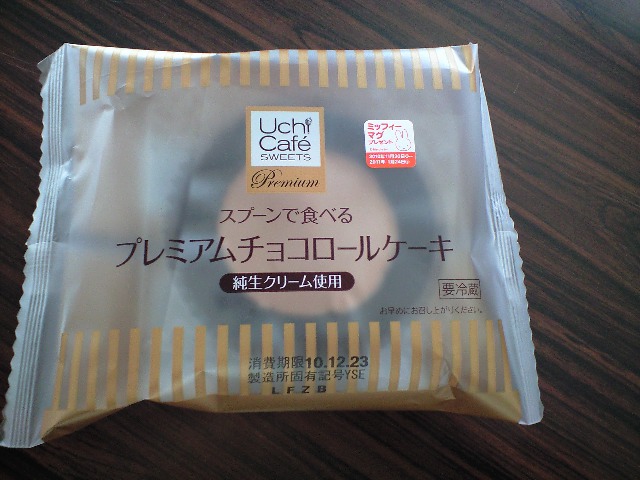 Uchi
Café
SWEETS
Premium
ミッフィー
マグ
プレゼント
スプーンで食べる
プレミアムチョコロールケーキ
純生クリーム使用
要冷蔵
お早めにお召し上がりください。
消費期限10.12.23
製造所固有記号YSE
L F Z B